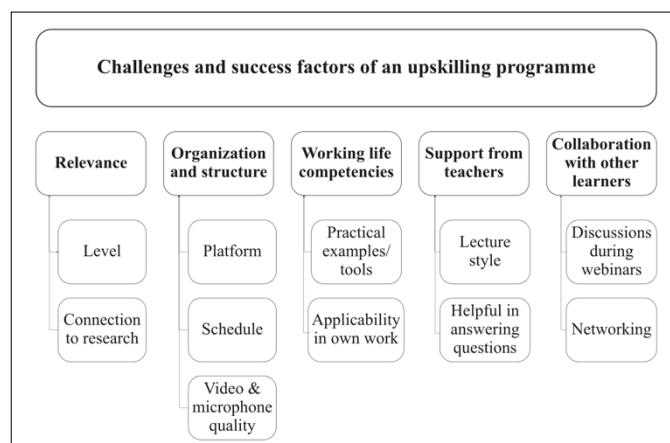 Challenges and success factors of an upskilling programme
Relevance
Level
Connection
to research
Organization
and structure
Platform
Schedule
Video &
microphone
quality
Working life
competencies
Practical
examples/
tools
Applicability
in own work
Support from
teachers
Lecture
style
Helpful in
answering
questions
Collaboration
with other
learners
Discussions
during
webinars
Networking